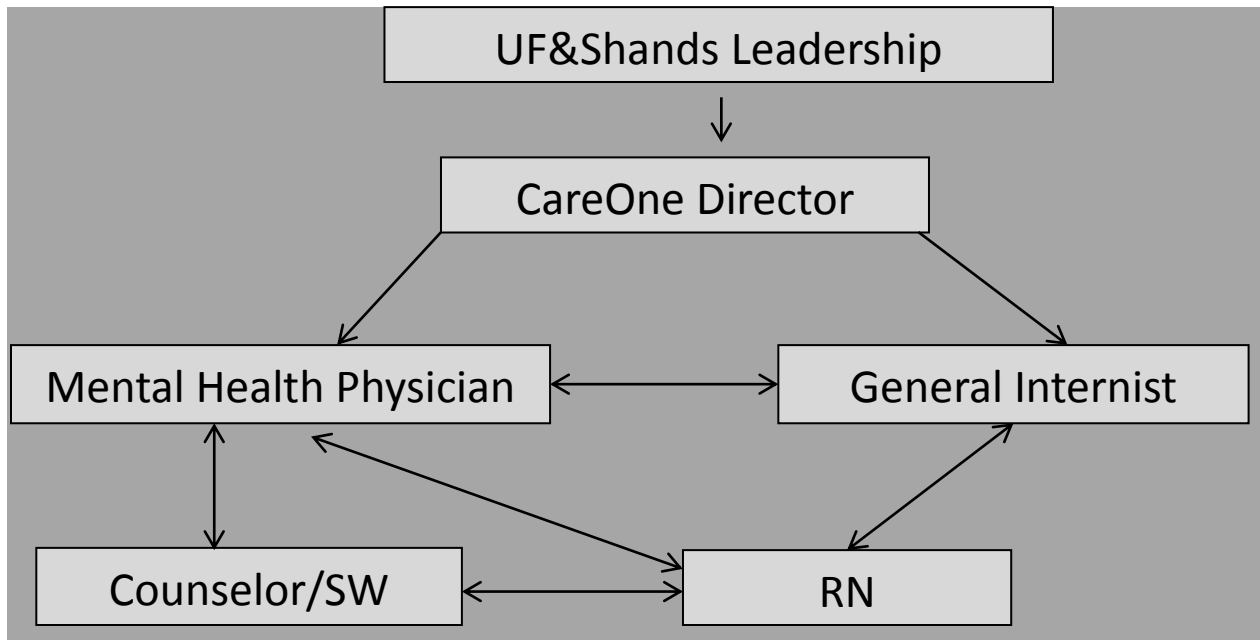 UF&Shands Leadership
CareOne Director
Mental Health Physician
General Internist
Counselor/SW
RN